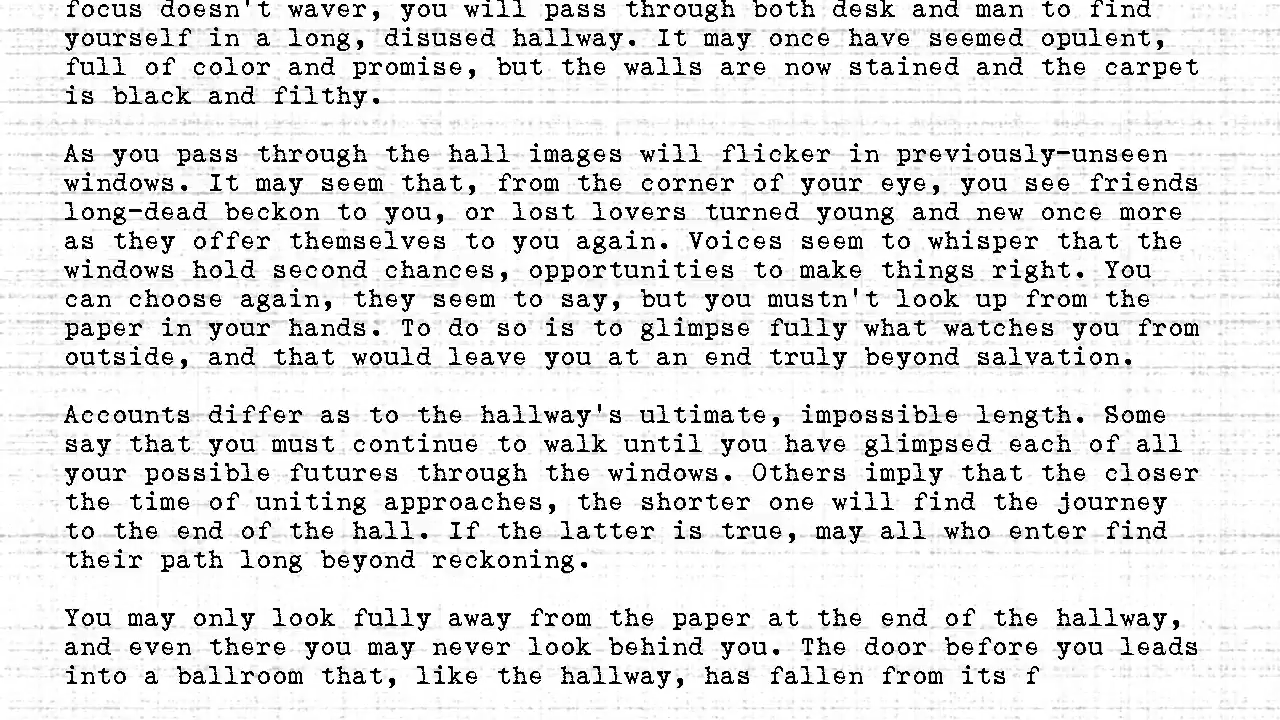 focus doesn't waver, you will pass through both desk and man to find
yourself in a long, disused hallway. It may once have seemed opulent,
full of color and promise, but the walls are now stained and the carpet
is black and filthy.
As you pass through the hall images will flicker in previously-unseen
windows. It may seem that, from the corner of your eye, you see friends
long-dead beckon to you, or lost lovers turned young and new once more
as they offer themselves to you again. Voices seem to whisper that the
windows hold second chances, opportunities to make things right. You
can choose again, they seem to say, but you mustn't look up from the
paper in your hands. To do so is to glimpse fully what watches you from
outside, and that would leave you at an end truly beyond salvation.
Accounts differ as to the hallway's ultimate, impossible length. Some
say that you must continue to walk until you have glimpsed each of all
your possible futures through the windows. Others imply that the closer
the time of uniting approaches, the shorter one will find the journey
to the end of the hall. If the latter is true, may all who enter find
their path long beyond reckoning.
You may only look fully away from the paper at the end of the hallway,
and even there you may never look behind you. The door before you leads
into a ballroom that, like the hallway, has fallen from its f